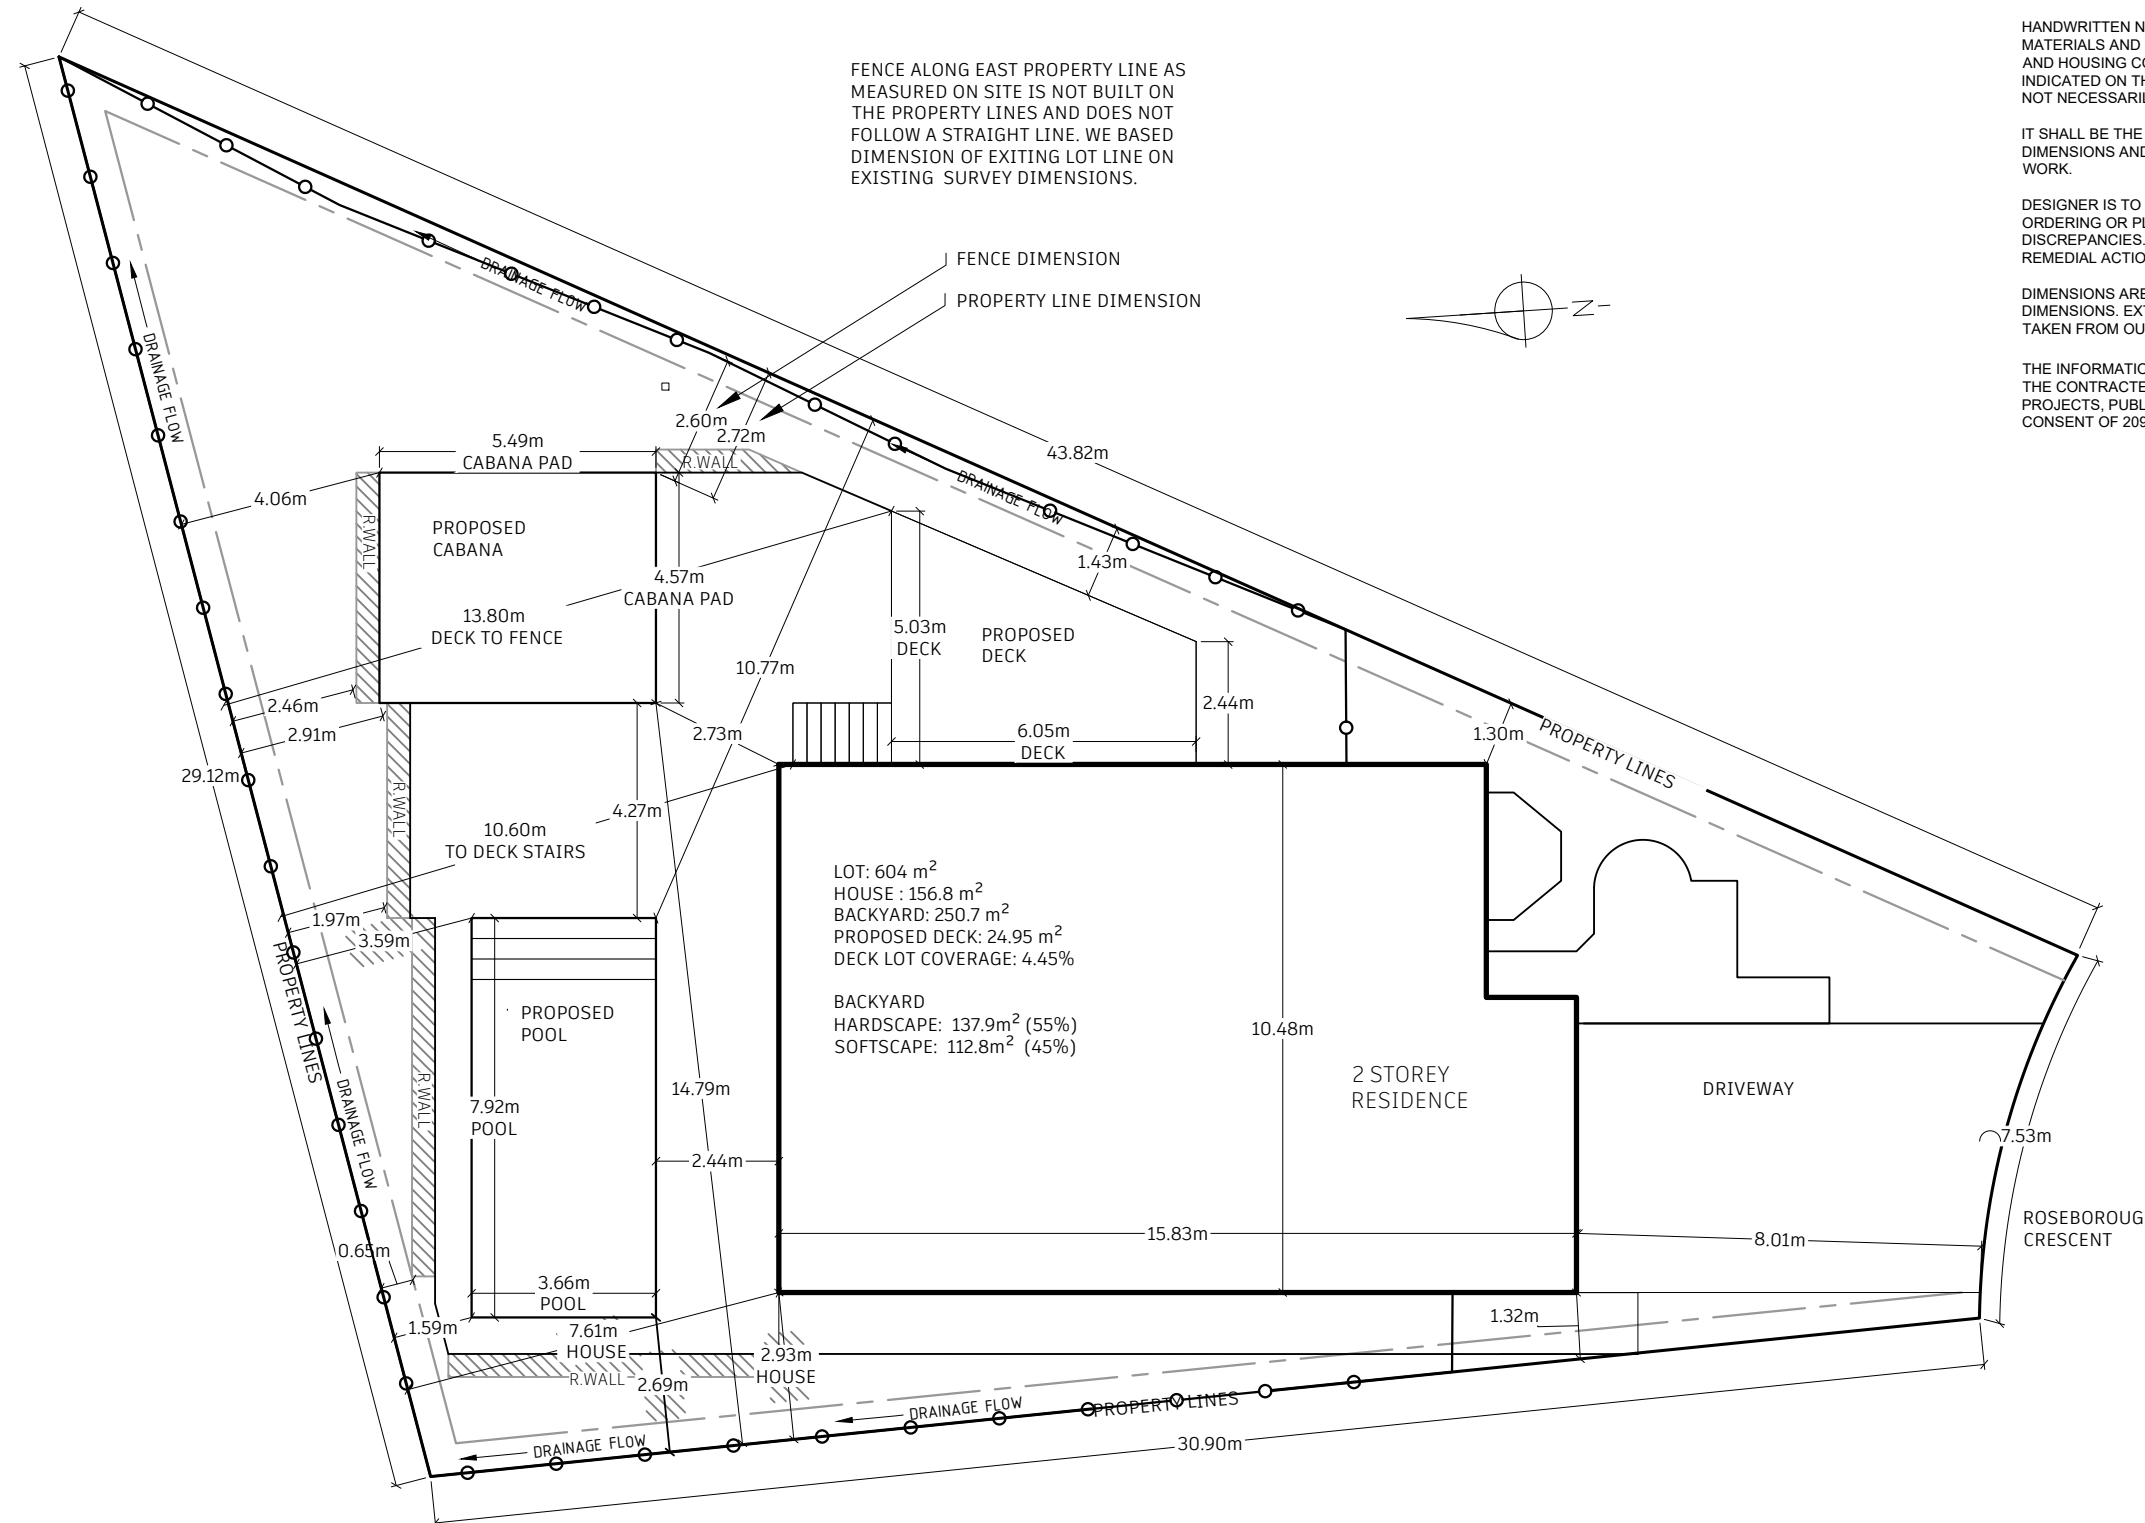 FENCE ALONG EAST PROPERTY LINE AS
MEASURED ON SITE IS NOT BUILT ON
THE PROPERTY LINES AND DOES NOT
FOLLOW A STRAIGHT LINE. WE BASED
DIMENSION OF EXITING LOT LINE ON
EXISTING SURVEY DIMENSIONS.
HANDWRITTEN N
MATERIALS AND
AND HOUSING CO
INDICATED ON TH
NOT NECESSARIL
IT SHALL BE THE
DIMENSIONS AND
WORK.
DESIGNER IS TO
ORDERING OR PL
DISCREPANCIES.
REMEDIAL ACTIO
DIMENSIONS ARE
DIMENSIONS. EXT
TAKEN FROM OU
THE INFORMATIO
THE CONTRACTE
PROJECTS, PUBL
CONSENT OF 209
FENCE DIMENSION
PROPERTY LINE DIMENSION
N
DRAINAGE FLOW
DRAINAGE FLOW
2.60m
2.72m
43.82m
5.49m
CABANA PAD
R.WALL
4.06m
R.WALL
PROPOSED
CABANA
DRAINAGE FLOW
1.43m
4.57m
CABANA PAD
13.80m
DECK TO FENCE
5.03m
DECK
PROPOSED
DECK
10.77m
2.46m
2.91m
2.44m
2.73m
6.05m
DECK
1.30m
PROPERTY LINES
29.12m
R.WALL
4.27m
10.60m
TO DECK STAIRS
LOT: 604 m²
HOUSE : 156.8 m²
BACKYARD: 250.7 m²
PROPOSED DECK: 24.95 m²
DECK LOT COVERAGE: 4.45%
BACKYARD
HARDSCAPE: 137.9m² (55%)
SOFTSCAPE: 112.8m² (45%)
1.97m
3.59m
PROPERTY LINES
PROPOSED
POOL
10.48m
2 STOREY
RESIDENCE
DRIVEWAY
DRAINAGE FLOW
R.WALL
7.92m
POOL
14.79m
7.53m
2.44m
15.83m
8.01m
ROSEBOROUG
CRESCENT
0.65m
3.66m
POOL
1.59m
7.61m
HOUSE
1.32m
2.93m
HOUSE
R.WALL
2.69m
DRAINAGE FLOW
PROPERTY LINES
DRAINAGE FLOW
30.90m